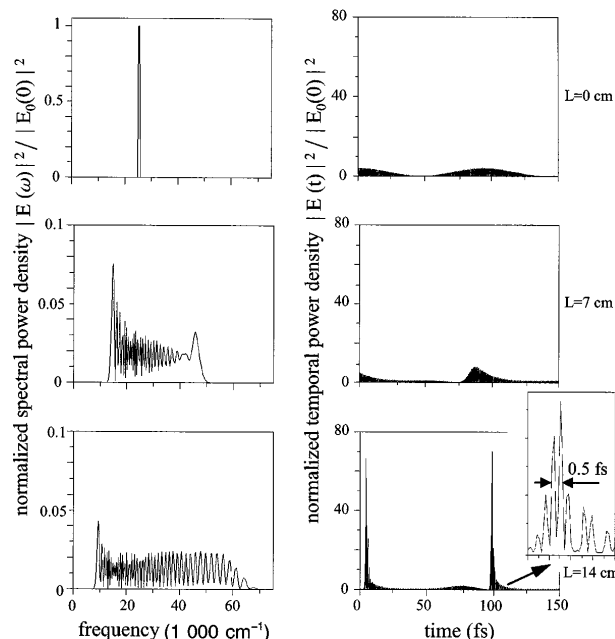 normalized spectral power density | E (ω) | ² / | E₀(0) | ²
1
0.5
0
0.1
0.05
0
0.1
0.05
0
0 20 40 60
frequency (1 000 cm⁻¹)
normalized temporal power density | E (t) | ² / | E₀(0) | ²
80
40
0
L=0 cm
80
40
0
L=7 cm
80
40
0
0.5 fs
L=14 cm
0 50 100 150
time (fs)